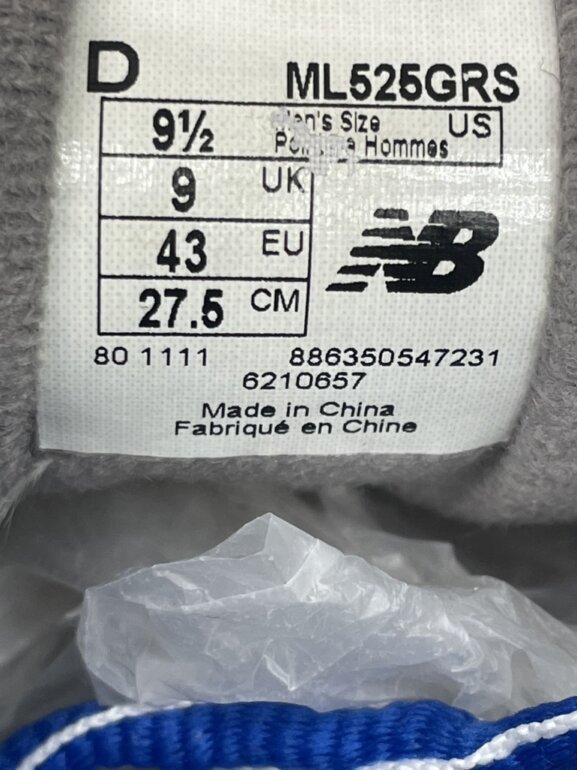 D
ML525GRS
9½ Men's Size US
Pointure Hommes
9 UK
43 EU
NB
27.5 CM
80 1111 886350547231
6210657
Made in China
Fabriqué en Chine